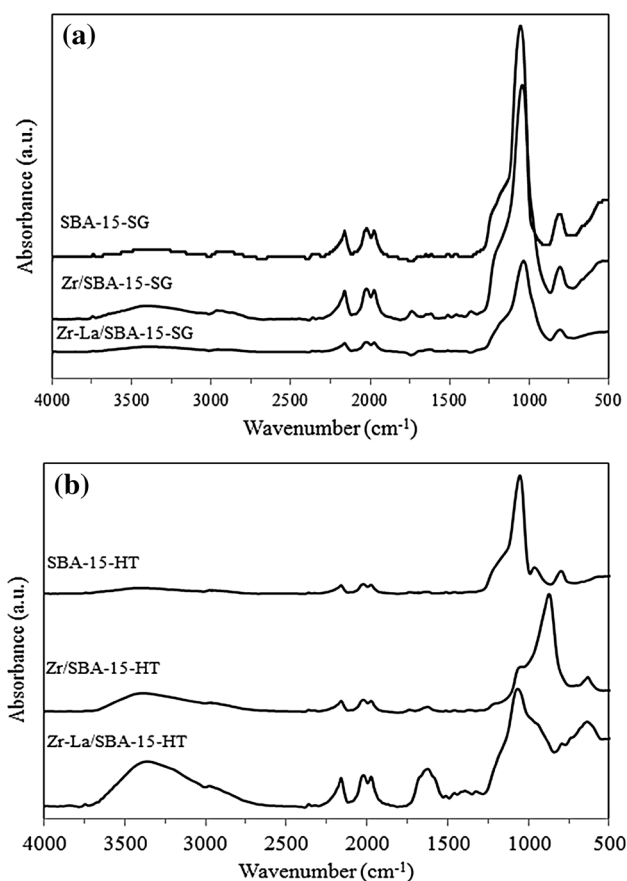 (a)
Absorbance (a.u.)
SBA-15-SG
Zr/SBA-15-SG
Zr-La/SBA-15-SG
4000 3500 3000 2500 2000 1500 1000 500
Wavenumber (cm-1)
(b)
Absorbance (a.u.)
SBA-15-HT
Zr/SBA-15-HT
Zr-La/SBA-15-HT
4000 3500 3000 2500 2000 1500 1000 500
Wavenumber (cm-1)